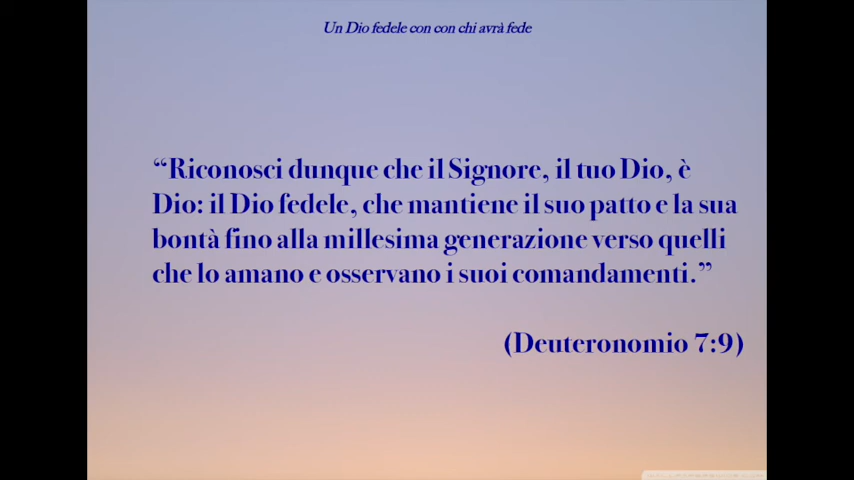 Un Dio fedele con con chi avrà fede
“Riconosci dunque che il Signore, il tuo Dio, è
Dio: il Dio fedele, che mantiene il suo patto e la sua
bontà fino alla millesima generazione verso quelli
che lo amano e osservano i suoi comandamenti.”
(Deuteronomio 7:9)